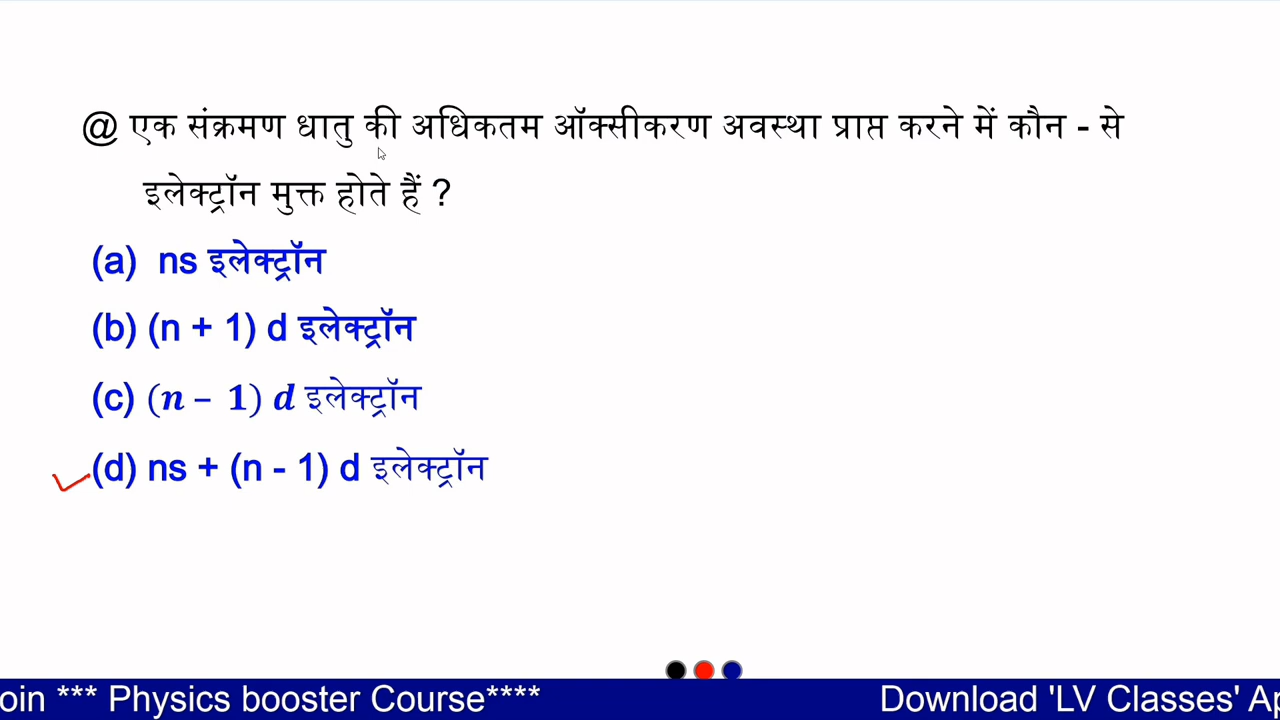 @ एक संक्रमण धातु की अधिकतम ऑक्सीकरण अवस्था प्राप्त करने में कौन - से
इलेक्ट्रॉन मुक्त होते हैं ?
(a) ns इलेक्ट्रॉन
(b) (n + 1) d इलेक्ट्रॉन
(c) (n – 1) d इलेक्ट्रॉन
(d) ns + (n - 1) d इलेक्ट्रॉन
oin *** Physics booster Course**** Download 'LV Classes' Ap